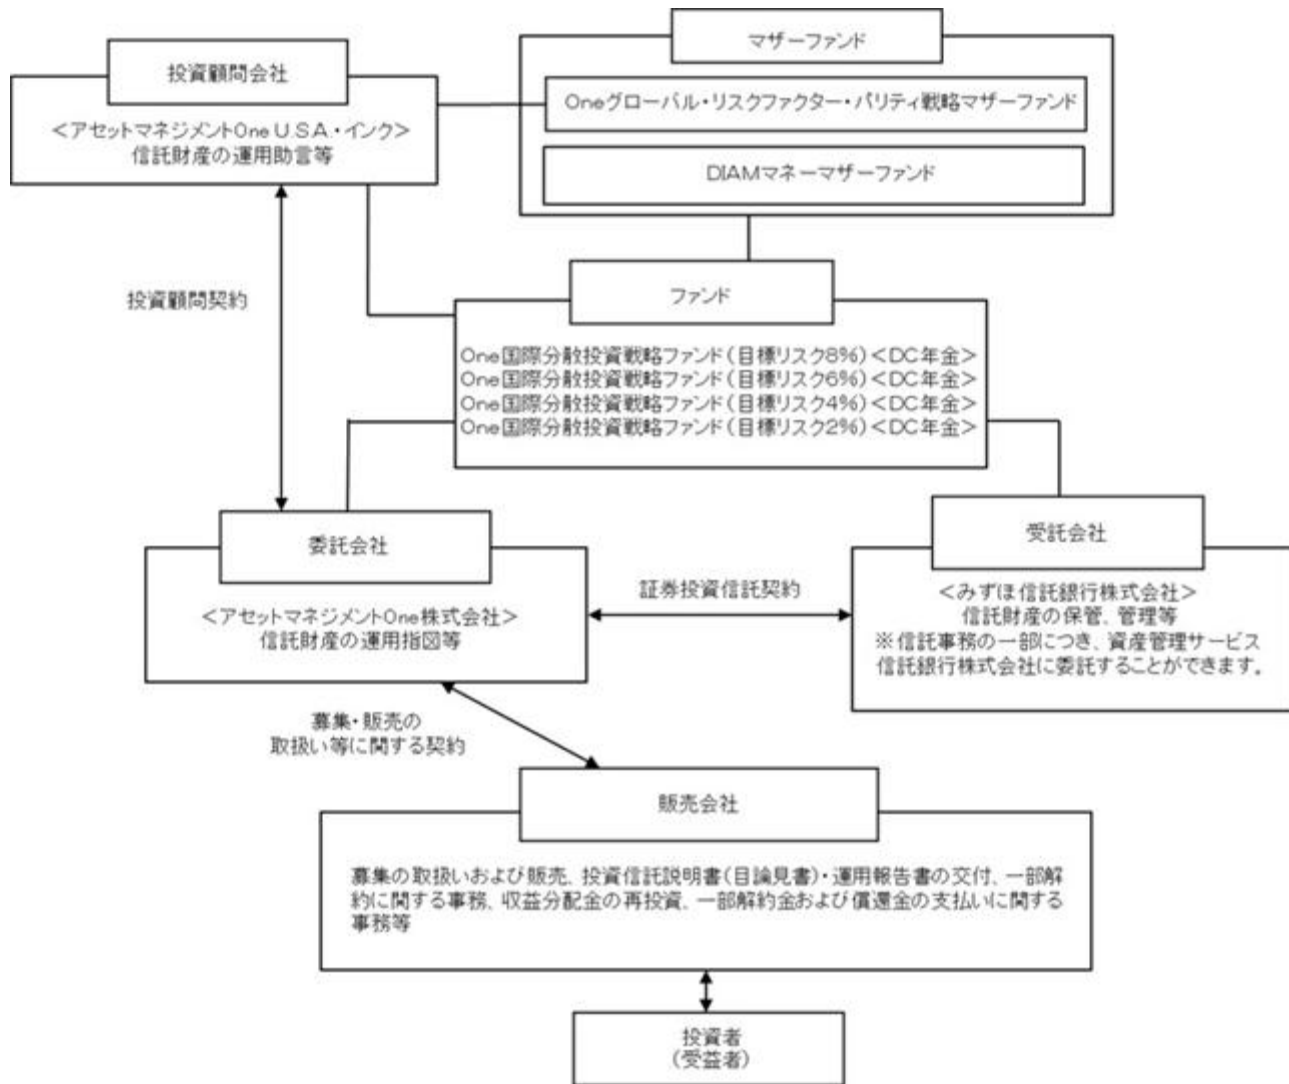 マザーファンド
投資顧問会社
Oneグローバル・リスクファクター・パリティ戦略マザーファンド
<アセットマネジメントOne U.S.A.・インク>
信託財産の運用助言等
DIAMマネーマザーファンド
投資顧問契約
ファンド
One国際分散投資戦略ファンド(目標リスク8%)<DC年金>
One国際分散投資戦略ファンド(目標リスク6%)<DC年金>
One国際分散投資戦略ファンド(目標リスク4%)<DC年金>
One国際分散投資戦略ファンド(目標リスク2%)<DC年金>
委託会社
<アセットマネジメントOne株式会社>
信託財産の運用指図等
証券投資信託契約
受託会社
<みずほ信託銀行株式会社>
信託財産の保管、管理等
※信託事務の一部につき、資産管理サービス
信託銀行株式会社に委託することができます。
募集・販売の
取扱い等に関する契約
販売会社
募集の取扱いおよび販売、投資信託説明書(目論見書)・運用報告書の交付、一部解
約に関する事務、収益分配金の再投資、一部解約金および償還金の支払いに関する
事務等
投資者
(受益者)